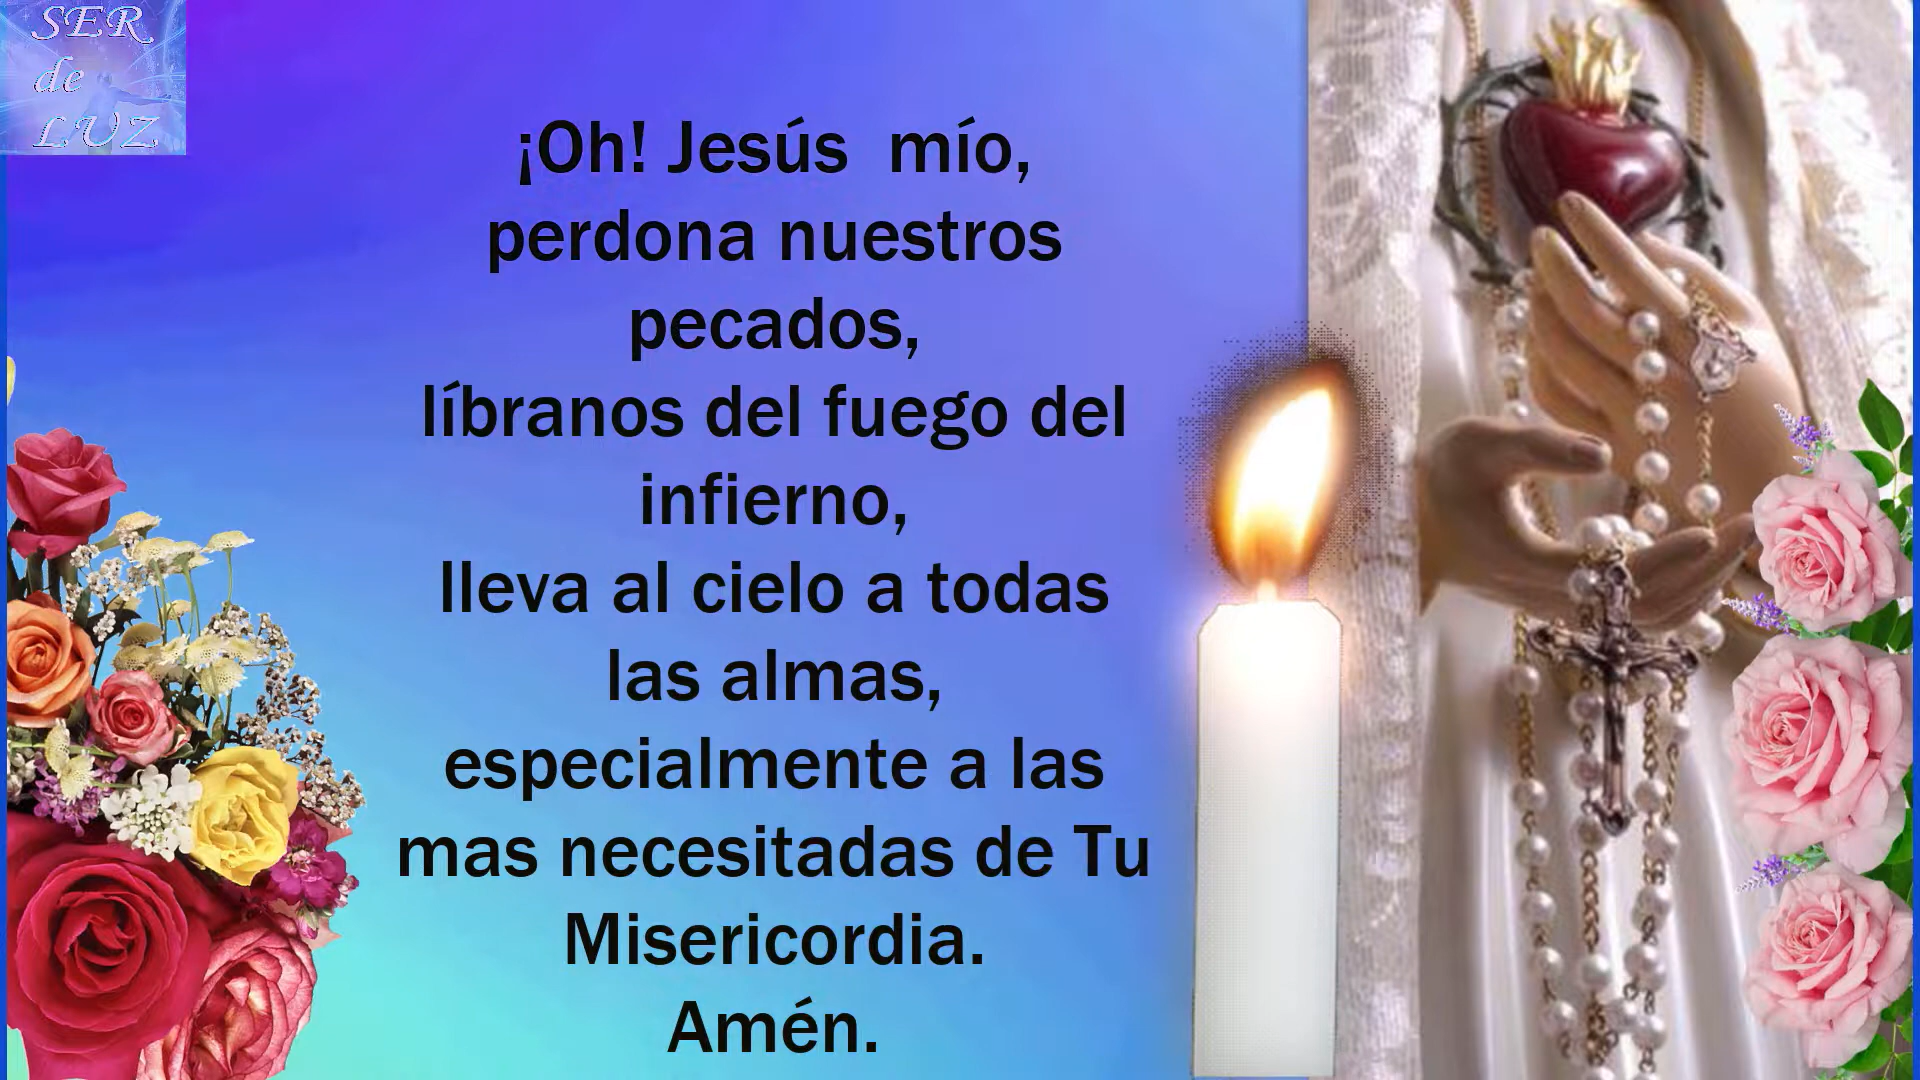 SER
de
LUZ
¡Oh! Jesús mío,
perdona nuestros
pecados,
líbranos del fuego del
infierno,
lleva al cielo a todas
las almas,
especialmente a las
mas necesitadas de Tu
Misericordia.
Amén.